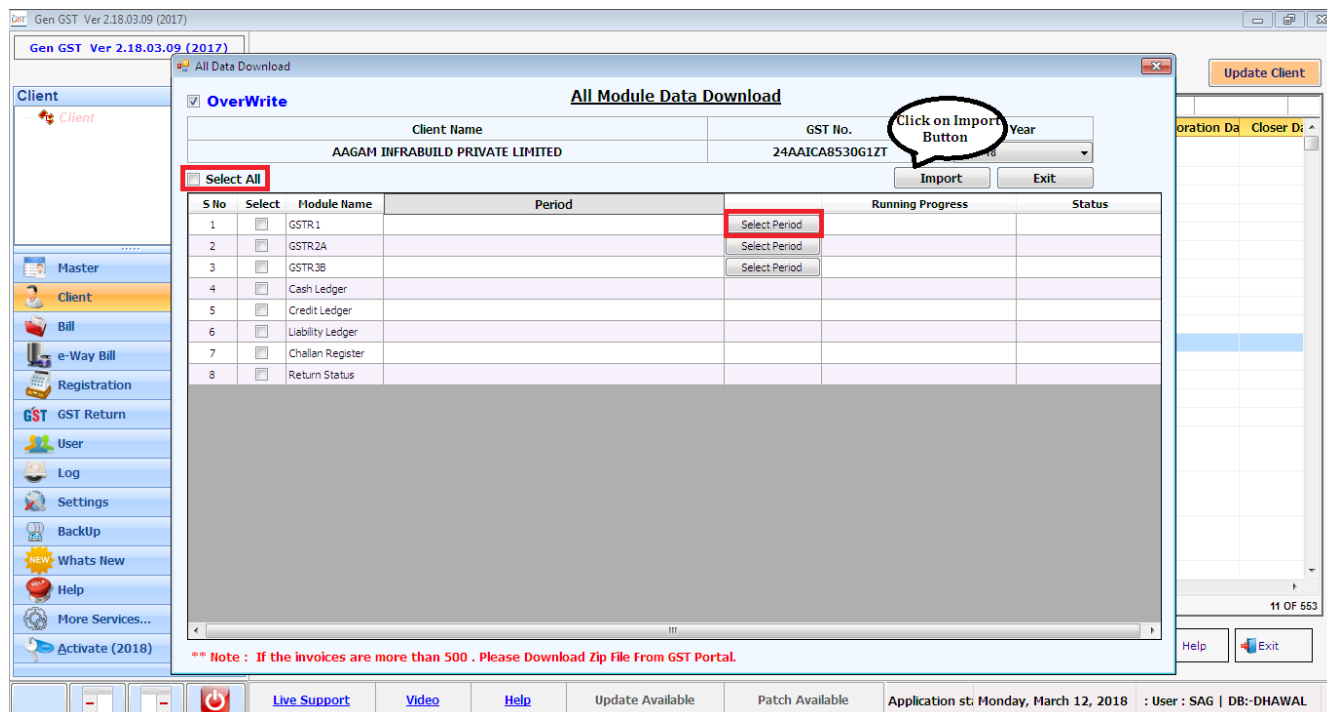 GST Gen GST Ver 2.18.03.09 (2017)
Gen GST Ver 2.18.03.09 (2017)
Update Client
Client
Client
oration Da Closer Da
Master
Client
Bill
e-Way Bill
Registration
GST GST Return
User
Log
Settings
BackUp
NEW Whats New
Help
More Services...
Activate (2018)
All Data Download
OverWrite
All Module Data Download
Click on Import
Button
Client Name GST No. Year
AAGAM INFRABUILD PRIVATE LIMITED 24AAICA8530G1ZT 18
Select All
Import Exit
S No Select Module Name Period Running Progress Status
1 GSTR1 Select Period
2 GSTR2A Select Period
3 GSTR3B Select Period
4 Cash Ledger
5 Credit Ledger
6 Liability Ledger
7 Challan Register
8 Return Status
** Note : If the invoices are more than 500 . Please Download Zip File From GST Portal.
11 OF 553
Help Exit
Live Support Video Help Update Available Patch Available Application st: Monday, March 12, 2018 : User : SAG | DB:-DHAWAL